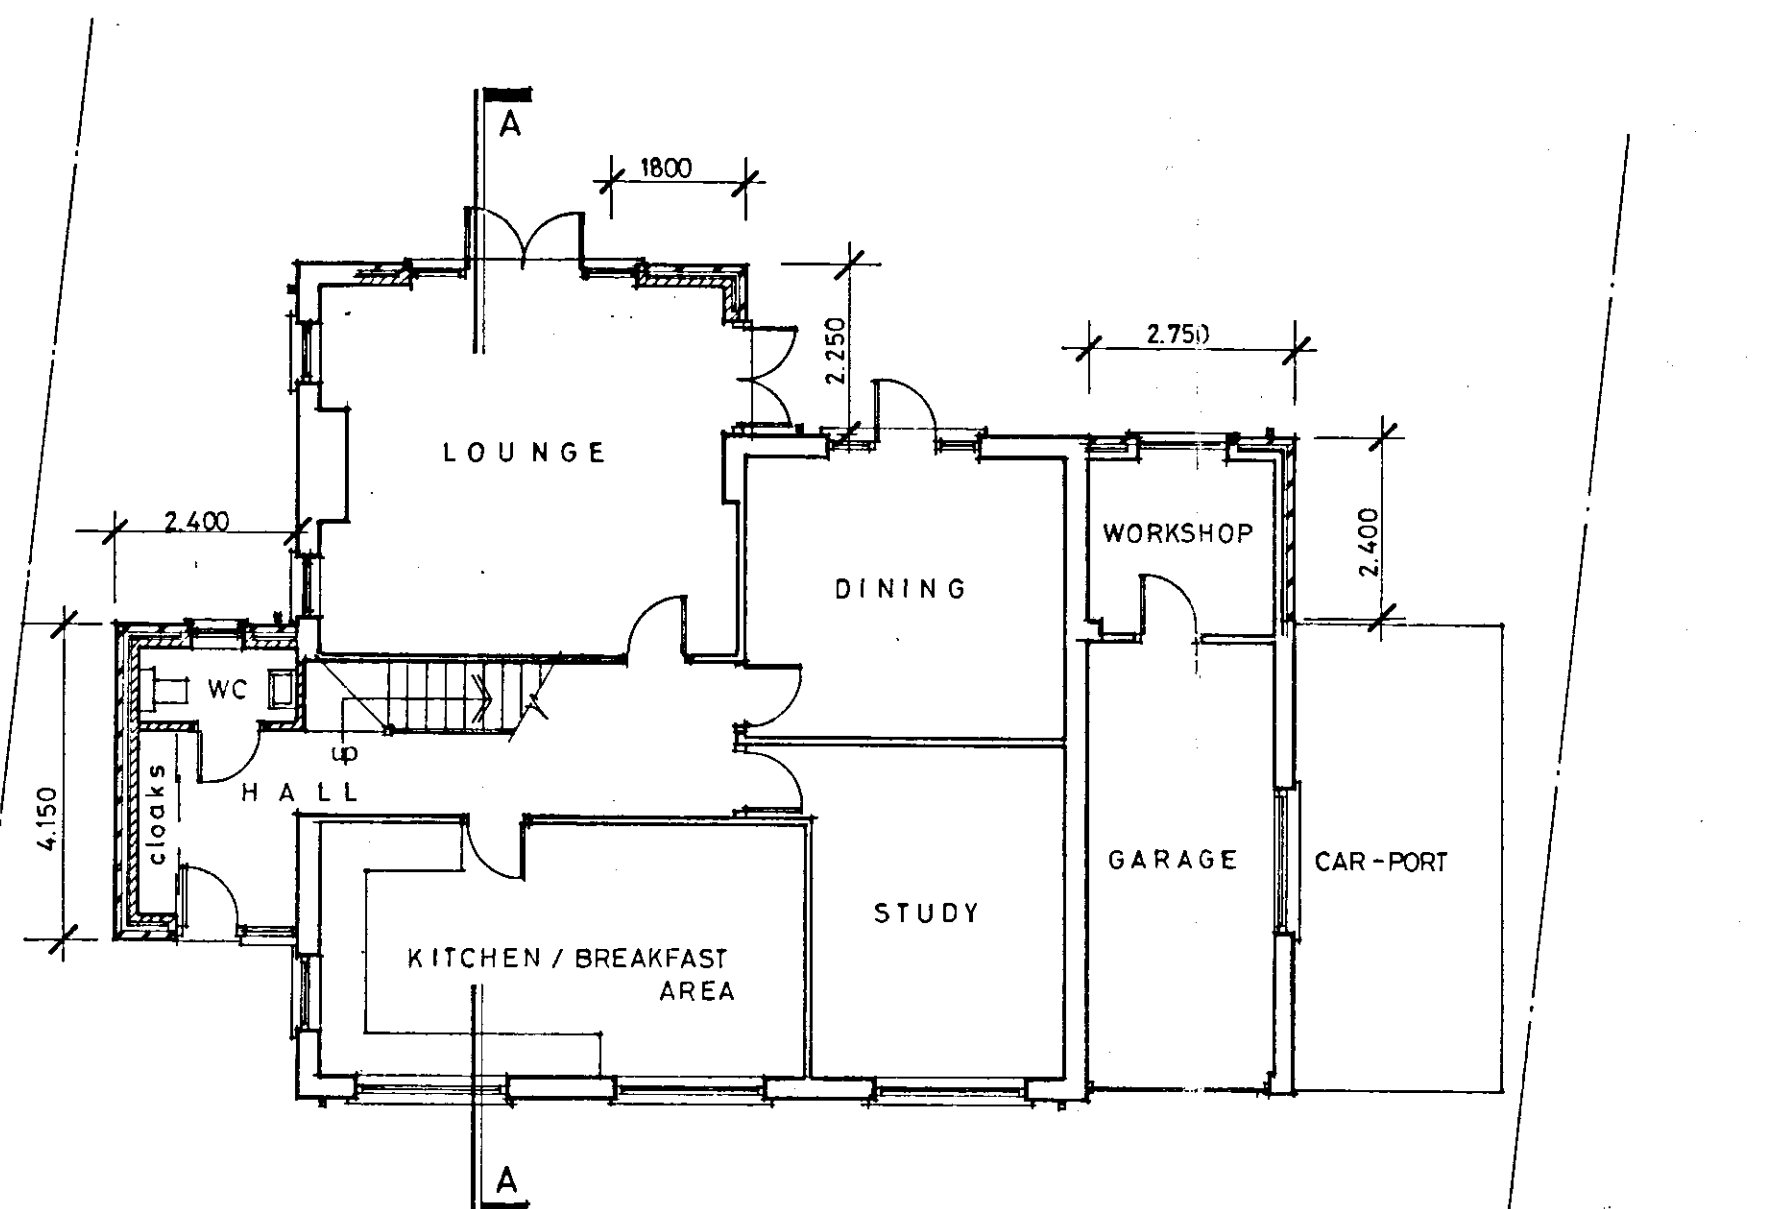 A
1800
2.250
2.750
LOUNGE
2.400
WORKSHOP
2.400
DINING
WC
up
HALL
cloaks
4.150
GARAGE
CAR-PORT
STUDY
KITCHEN / BREAKFAST
AREA
A